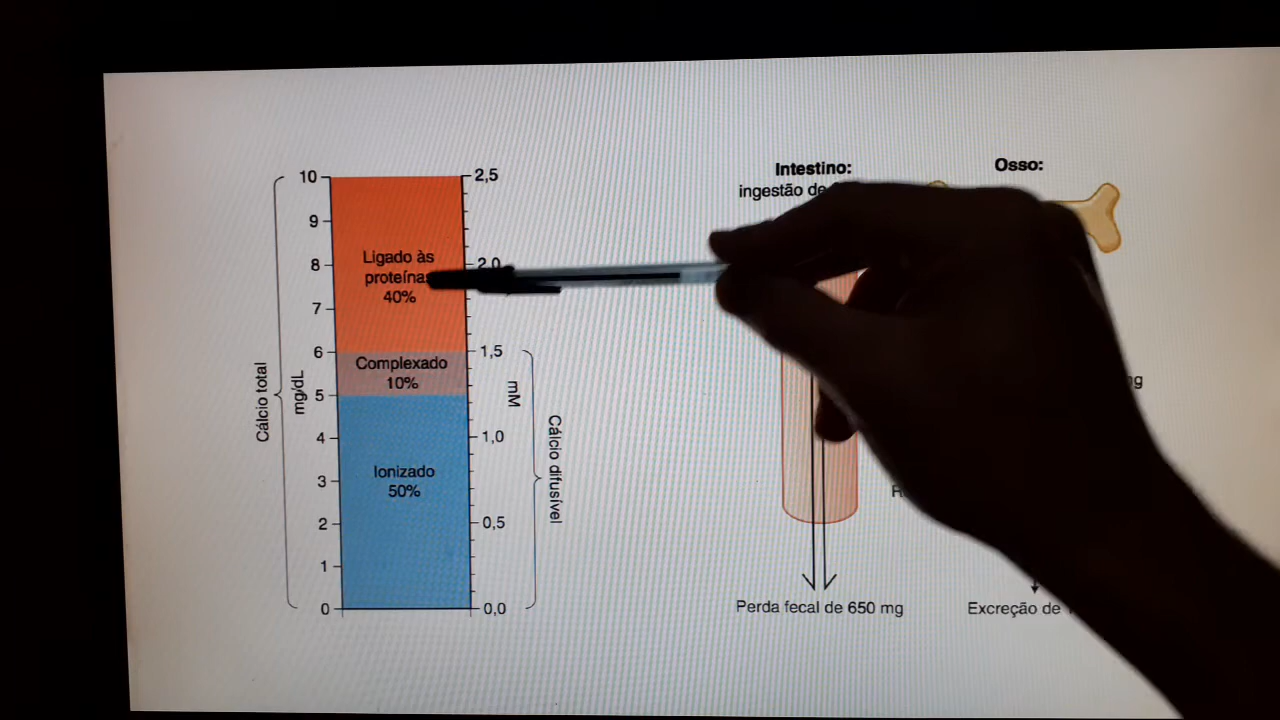 Cálcio total
mg/dL
10
9
8
7
6
5
4
3
2
1
0
Ligado às
proteínas
40%
Complexado
10%
Ionizado
50%
2,5
2,0
1,5
1,0
0,5
0,0
mM
Cálcio difusível
Intestino:
ingestão de
Perda fecal de 650 mg
Osso:
Excreção de